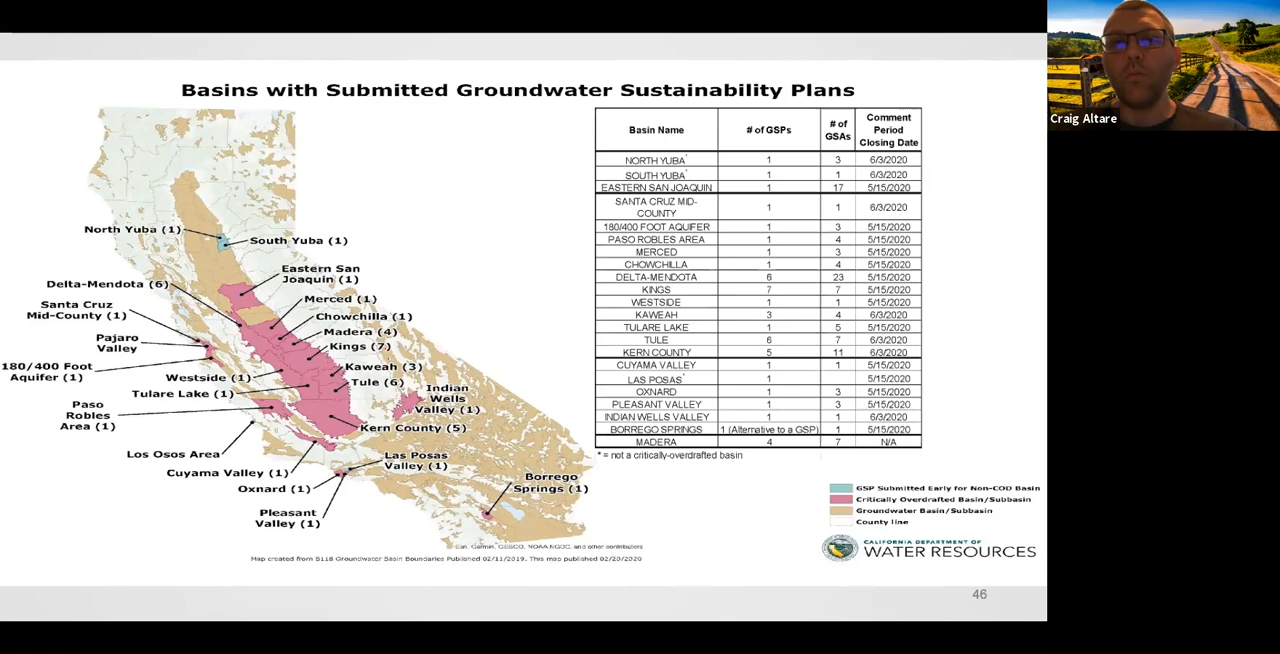 Craig Altare
Basins with Submitted Groundwater Sustainability Plans
North Yuba (1)
South Yuba (1)
Eastern San
Joaquin (1)
Delta-Mendota (6)
Merced (1)
Santa Cruz
Mid-County (1)
Chowchilla (1)
Madera (4)
Pajaro
Valley
Kings (7)
180/400 Foot
Aquifer (1)
Kaweah (3)
Westside (1)
Tule (6)
Tulare Lake (1)
Indian
Wells
Valley (1)
Paso
Robles
Area (1)
Kern County (5)
Los Osos Area
Las Posas
Valley (1)
Cuyama Valley (1)
Borrego
Springs (1)
Oxnard (1)
Pleasant
Valley (1)
Esri, Garmin, GEBCO, NOAA NGDC, and other contributors
Map created from B118 Groundwater Basin Boundaries Published 02/11/2019. This map published 02/20/2020
Basin Name # of GSPs # of GSAs Comment Period Closing Date
NORTH YUBA* 1 3 6/3/2020
SOUTH YUBA* 1 1 6/3/2020
EASTERN SAN JOAQUIN 1 17 5/15/2020
SANTA CRUZ MID-COUNTY 1 1 6/3/2020
180/400 FOOT AQUIFER 1 3 5/15/2020
PASO ROBLES AREA 1 4 5/15/2020
MERCED 1 3 5/15/2020
CHOWCHILLA 1 4 5/15/2020
DELTA-MENDOTA 6 23 5/15/2020
KINGS 7 7 5/15/2020
WESTSIDE 1 1 5/15/2020
KAWEAH 3 4 6/3/2020
TULARE LAKE 1 5 5/15/2020
TULE 6 7 6/3/2020
KERN COUNTY 5 11 6/3/2020
CUYAMA VALLEY 1 1 5/15/2020
LAS POSAS* 1 5/15/2020
OXNARD 1 3 5/15/2020
PLEASANT VALLEY 1 3 5/15/2020
INDIAN WELLS VALLEY 1 1 6/3/2020
BORREGO SPRINGS 1 (Alternative to a GSP) 1 5/15/2020
MADERA 4 7 N/A
* = not a critically-overdrafted basin
GSP Submitted Early for Non-COD Basin
Critically Overdrafted Basin/Subbasin
Groundwater Basin/Subbasin
County line
CALIFORNIA DEPARTMENT OF
WATER RESOURCES
46